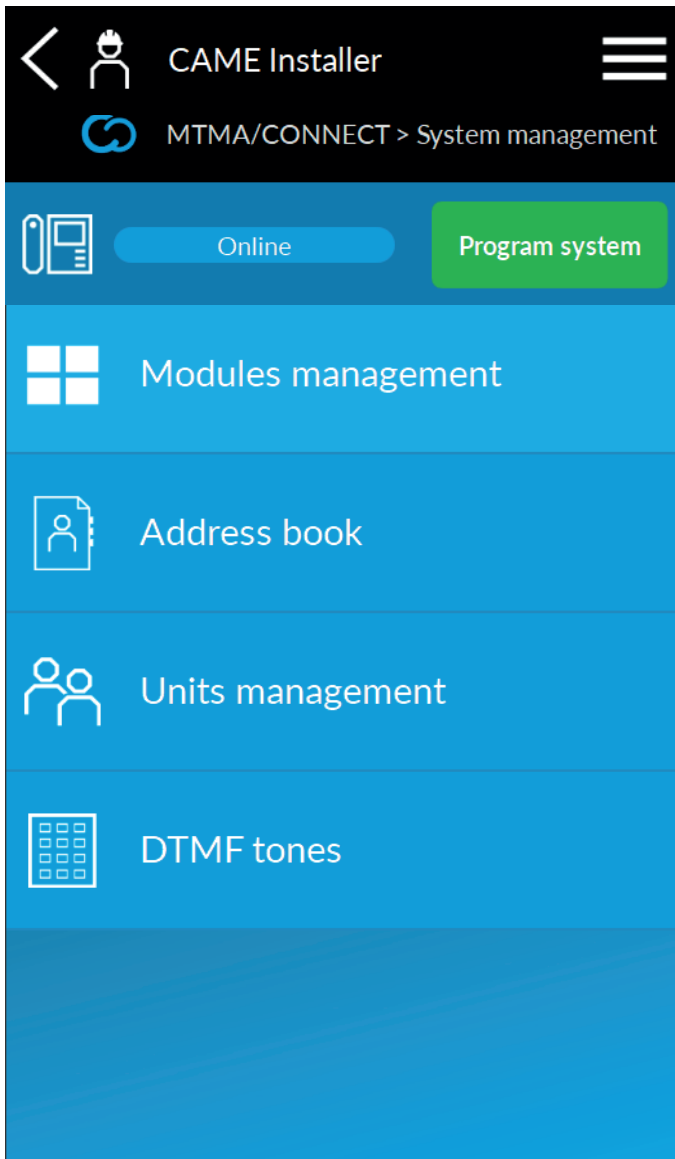 CAME Installer
MTMA/CONNECT > System management
Online
Program system
Modules management
Address book
Units management
DTMF tones